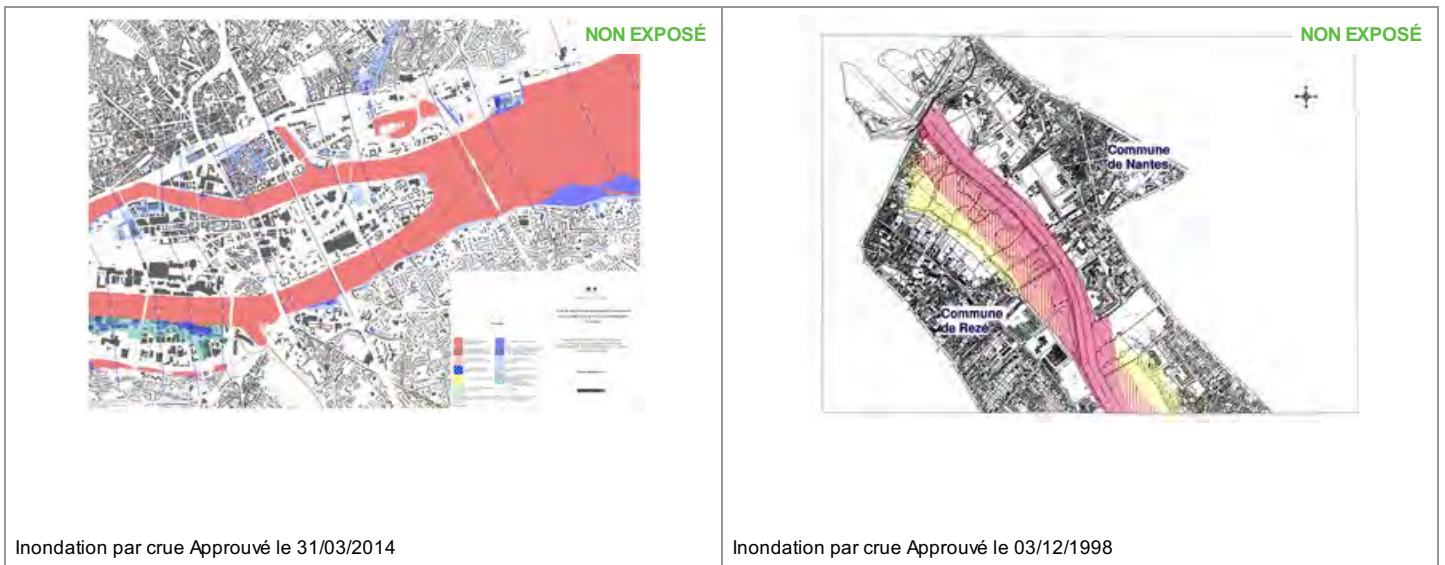 NON EXPOSÉ
Inondation par crue Approuvé le 31/03/2014
NON EXPOSÉ
Commune
de Nantes
Commune
de Rezé
Inondation par crue Approuvé le 03/12/1998